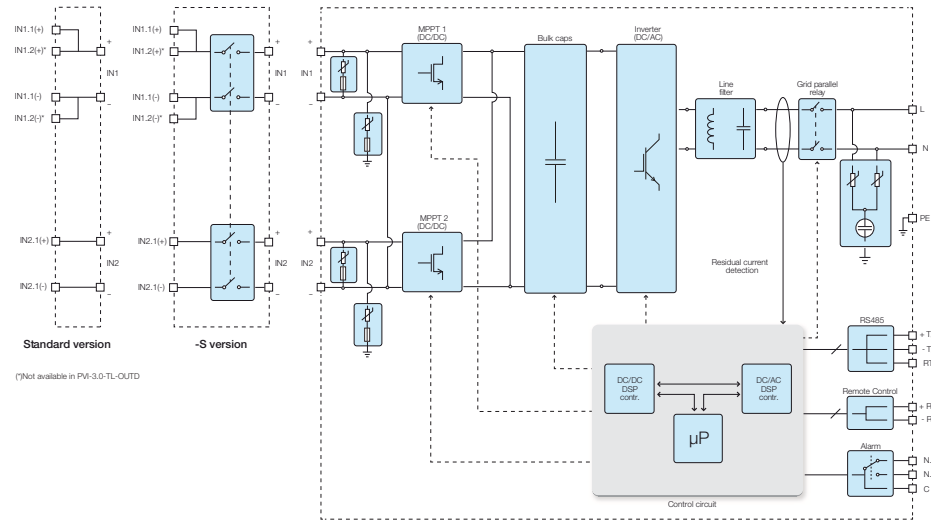 IN1.1(+)
IN1.2(+)*
+
IN1
IN1.1(-)
IN1.2(-)*
−
IN2.1(+)
+
IN2
IN2.1(-)
−
Standard version
IN1.1(+)
IN1.2(+)*
+
IN1
IN1.1(-)
IN1.2(-)*
−
IN2.1(+)
+
IN2
IN2.1(-)
−
-S version
(*)Not available in PVI-3.0-TL-OUTD
+
IN1
−
+
IN2
−
MPPT 1
(DC/DC)
MPPT 2
(DC/DC)
Bulk caps
Inverter
(DC/AC)
Line
filter
Grid parallel
relay
L
N
PE
Residual current
detection
DC/DC
DSP
contr.
DC/AC
DSP
contr.
µP
Control circuit
RS485
+ T
- T
RT
Remote Control
+ R
- R
Alarm
N.
N.
C